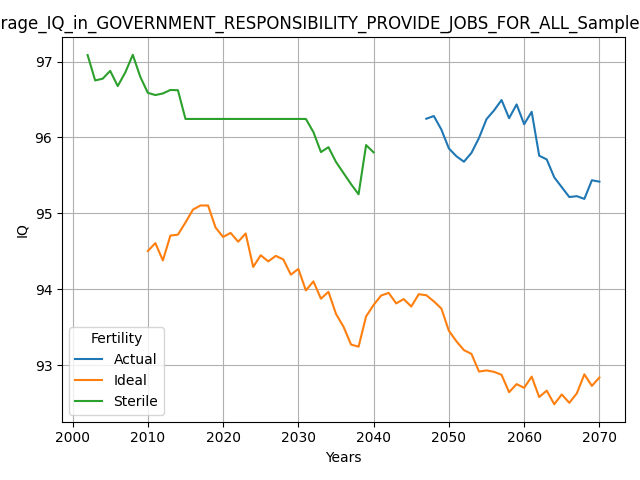 rage_IQ_in_GOVERNMENT_RESPONSIBILITY_PROVIDE_JOBS_FOR_ALL_Sample
97
96
95
94
93
IQ
Fertility
Actual
Ideal
Sterile
2000 2010 2020 2030 2040 2050 2060 2070
Years